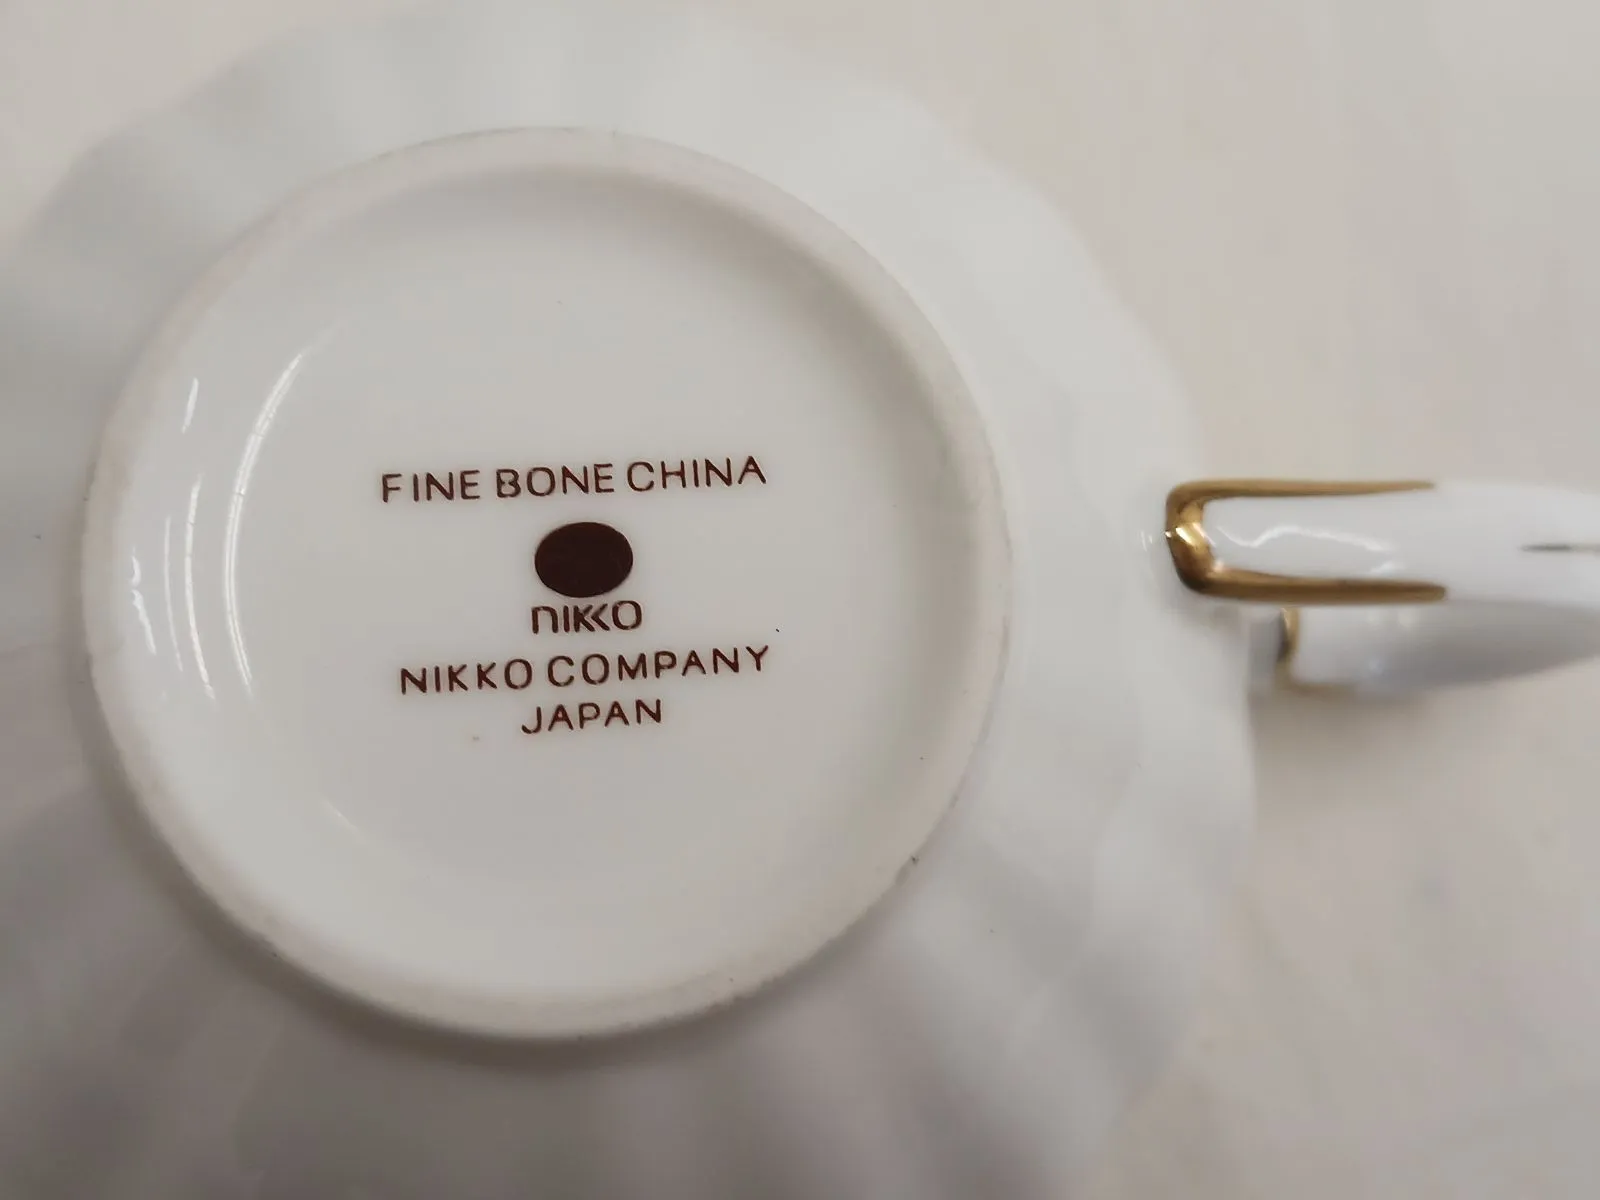 FINE BONE CHINA
nikko
NIKKO COMPANY
JAPAN